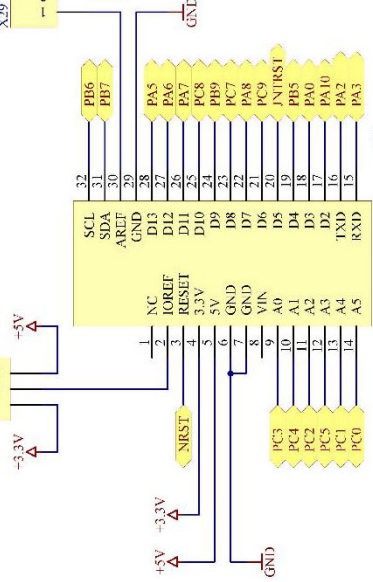 X29
1
+5V
+3.3V
SCL 32 PB6
SDA 31 PB7
AREF 30
GND 29
1 NC D13 28 PA5
2 IOREF D12 27 PA6
NRST 3 RESET D11 26 PA7
+3.3V 4 3.3V D10 25 PC8
+5V 5 5V D9 24 PB9
6 GND D8 23 PC7
7 GND D7 22 PA8
8 VIN D6 21 PC9
PC3 9 A0 D5 20 JNTRST
PC4 10 A1 D4 19 PB5
PC2 11 A2 D3 18 PA0
PC5 12 A3 D2 17 PA10
PC1 13 A4 TXD 16 PA2
PC0 14 A5 RXD 15 PA3
GND
GND